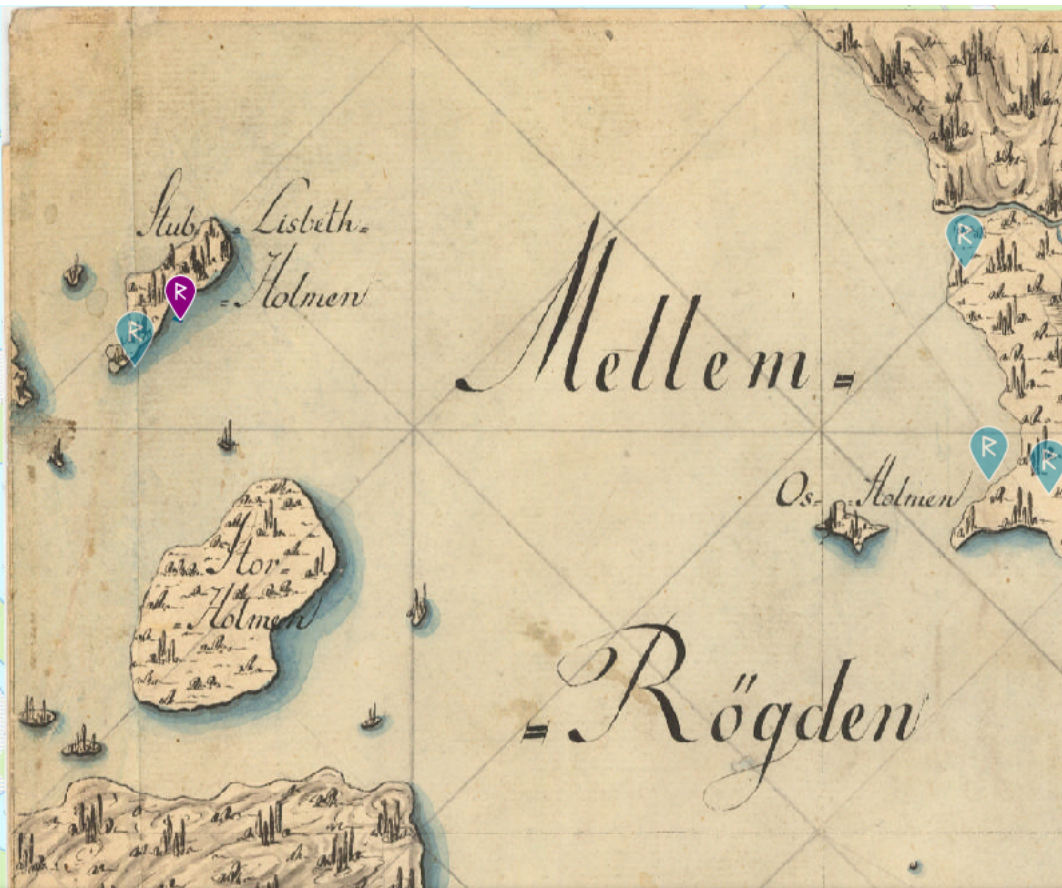 Stub= Lisbeth=
=Holmen
Mellem=
Os= Holmen
Stor=
=Holmen
=Rögden